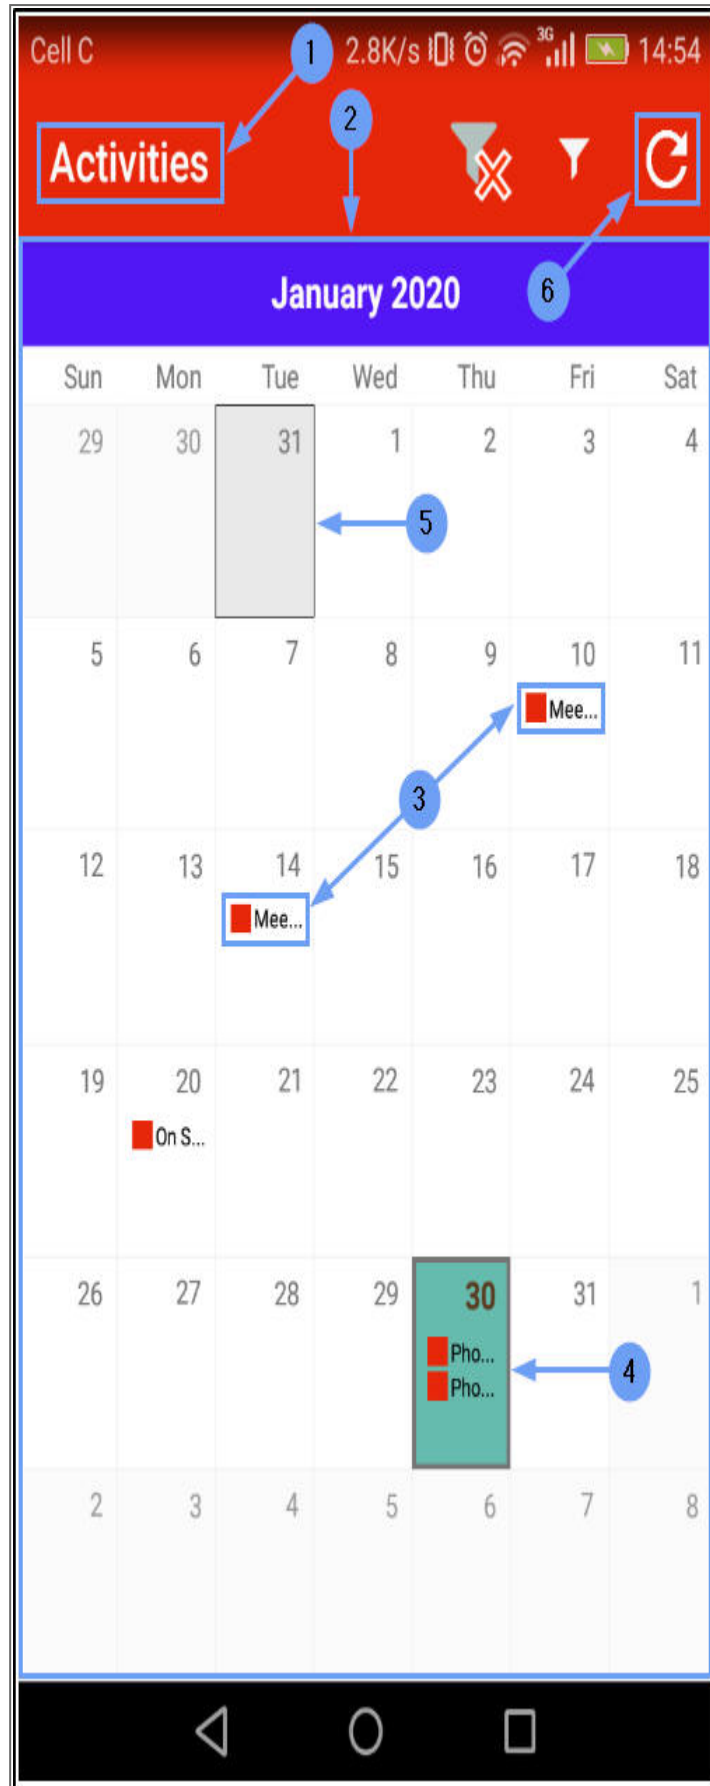 Cell C 1 2.8K/s 3G 14:54
2
Activities
6
January 2020
Sun Mon Tue Wed Thu Fri Sat
29 30 31 1 2 3 4
5
5 6 7 8 9 10 11
Mee...
3
12 13 14 15 16 17 18
Mee...
19 20 21 22 23 24 25
On S...
26 27 28 29 30 31 1
Pho...
4
Pho...
2 3 4 5 6 7 8